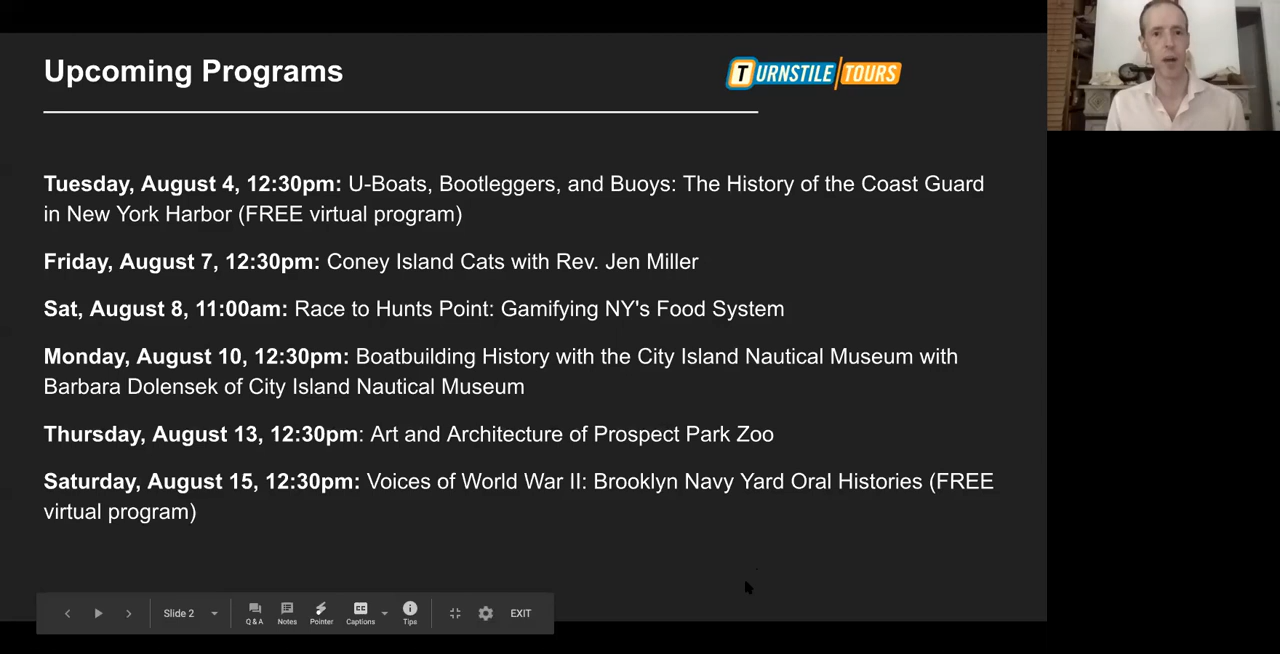 Upcoming Programs
TURNSTILE TOURS
Tuesday, August 4, 12:30pm: U-Boats, Bootleggers, and Buoys: The History of the Coast Guard
in New York Harbor (FREE virtual program)
Friday, August 7, 12:30pm: Coney Island Cats with Rev. Jen Miller
Sat, August 8, 11:00am: Race to Hunts Point: Gamifying NY's Food System
Monday, August 10, 12:30pm: Boatbuilding History with the City Island Nautical Museum with
Barbara Dolensek of City Island Nautical Museum
Thursday, August 13, 12:30pm: Art and Architecture of Prospect Park Zoo
Saturday, August 15, 12:30pm: Voices of World War II: Brooklyn Navy Yard Oral Histories (FREE
virtual program)
Slide 2
Q & A Notes Pointer CC Captions Tips EXIT